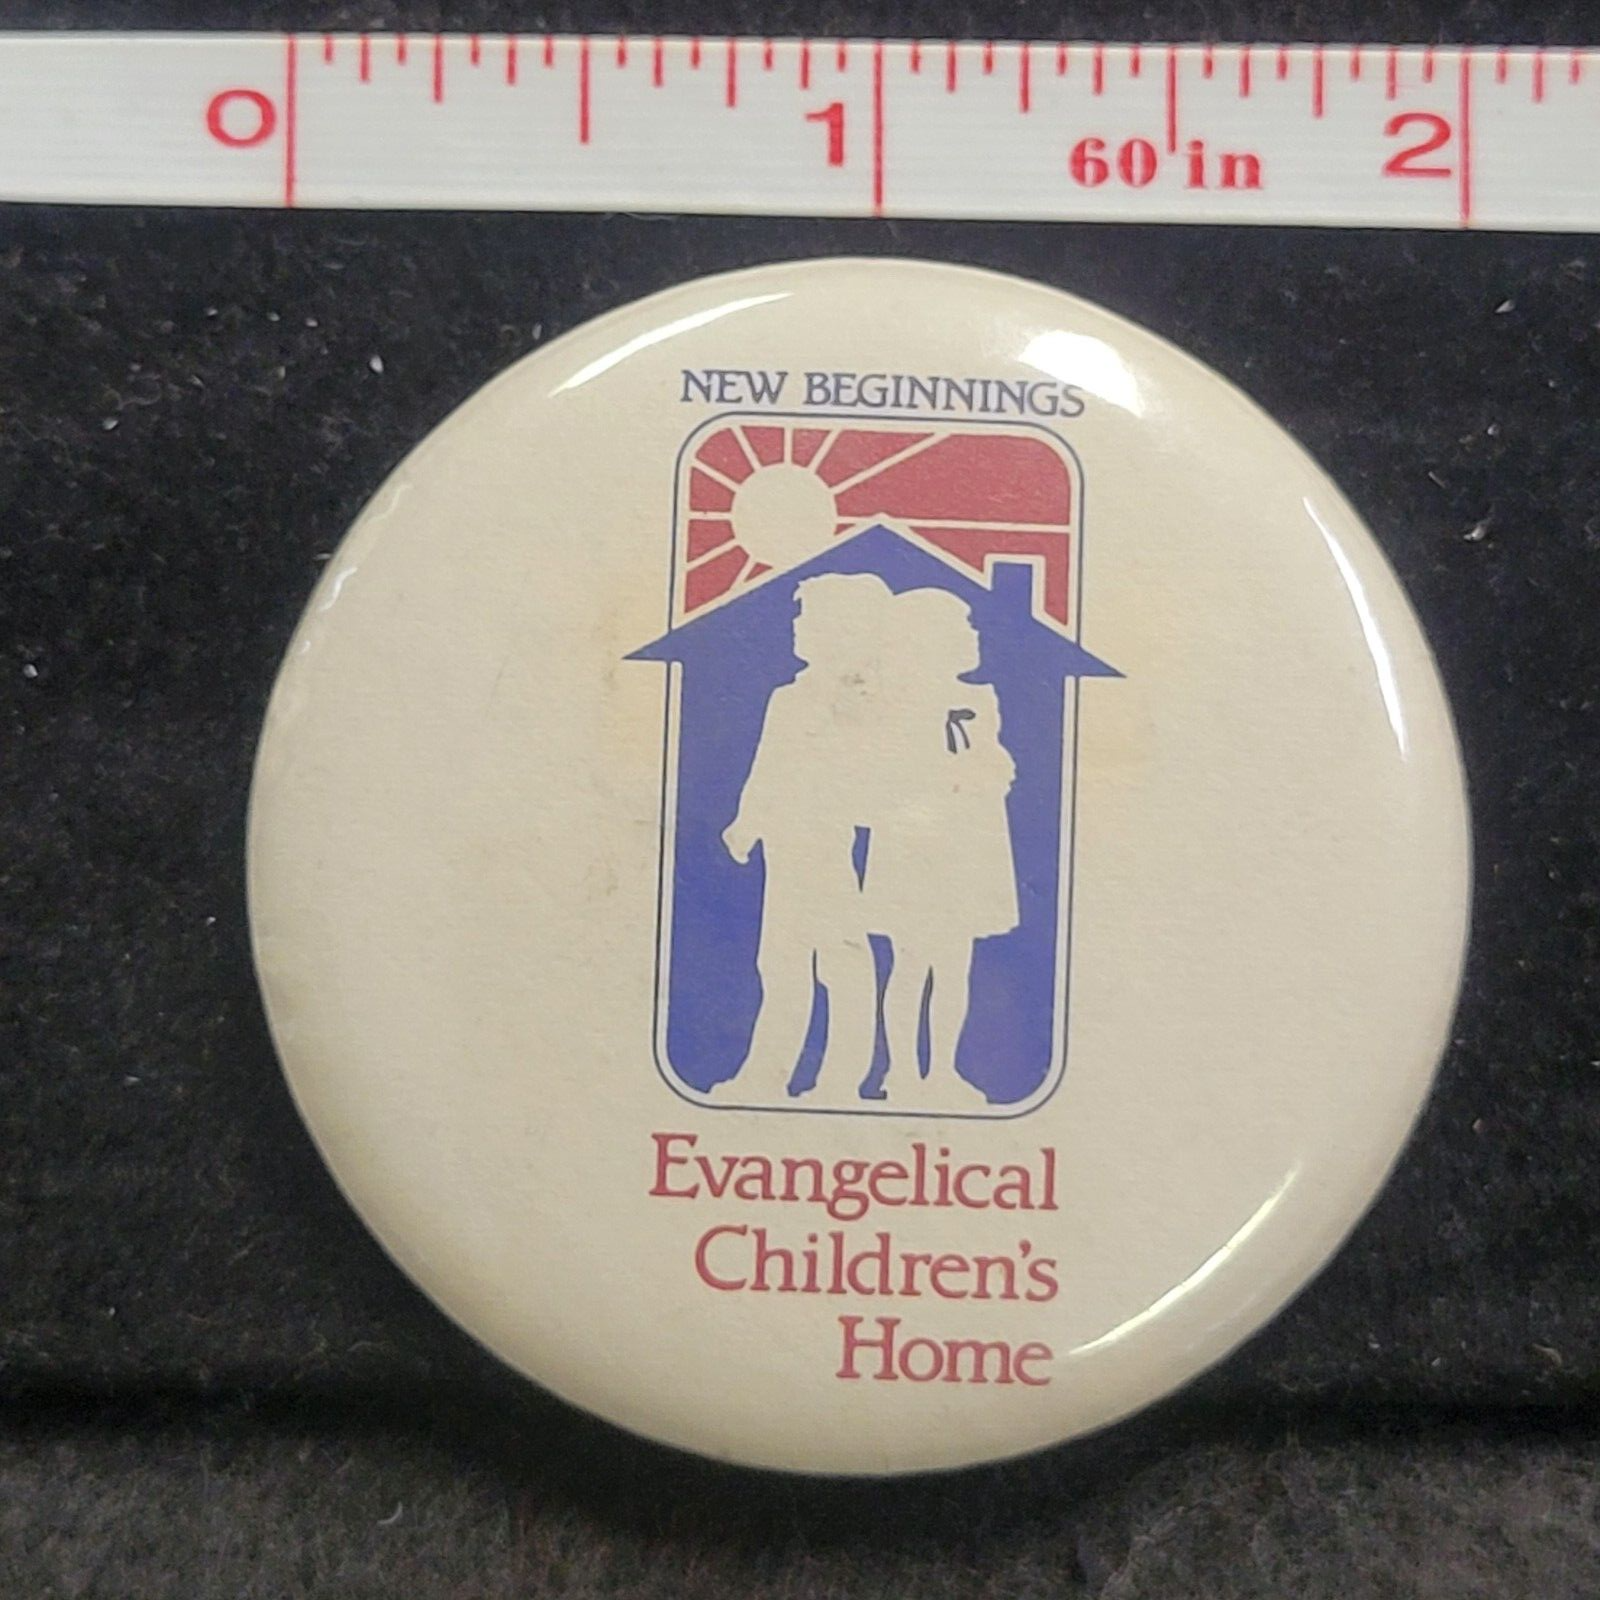 0 1 60 in 2
NEW BEGINNINGS
Evangelical
Children's
Home